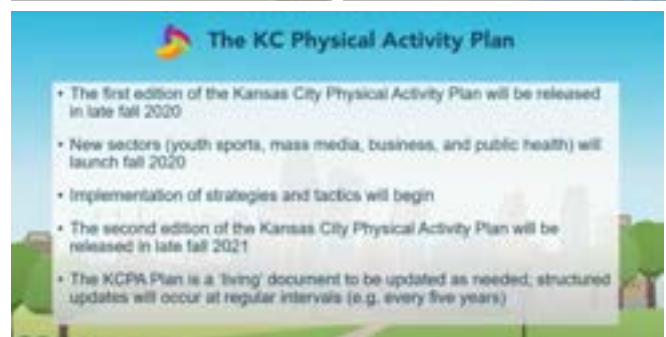 The KC Physical Activity Plan
• The first edition of the Kansas City Physical Activity Plan will be released
in late fall 2020
• New sectors (youth sports, mass media, business, and public health) will
launch fall 2020
• Implementation of strategies and tactics will begin
• The second edition of the Kansas City Physical Activity Plan will be
released in late fall 2021
• The KCPA Plan is a 'living' document to be updated as needed; structured
updates will occur at regular intervals (e.g. every five years)